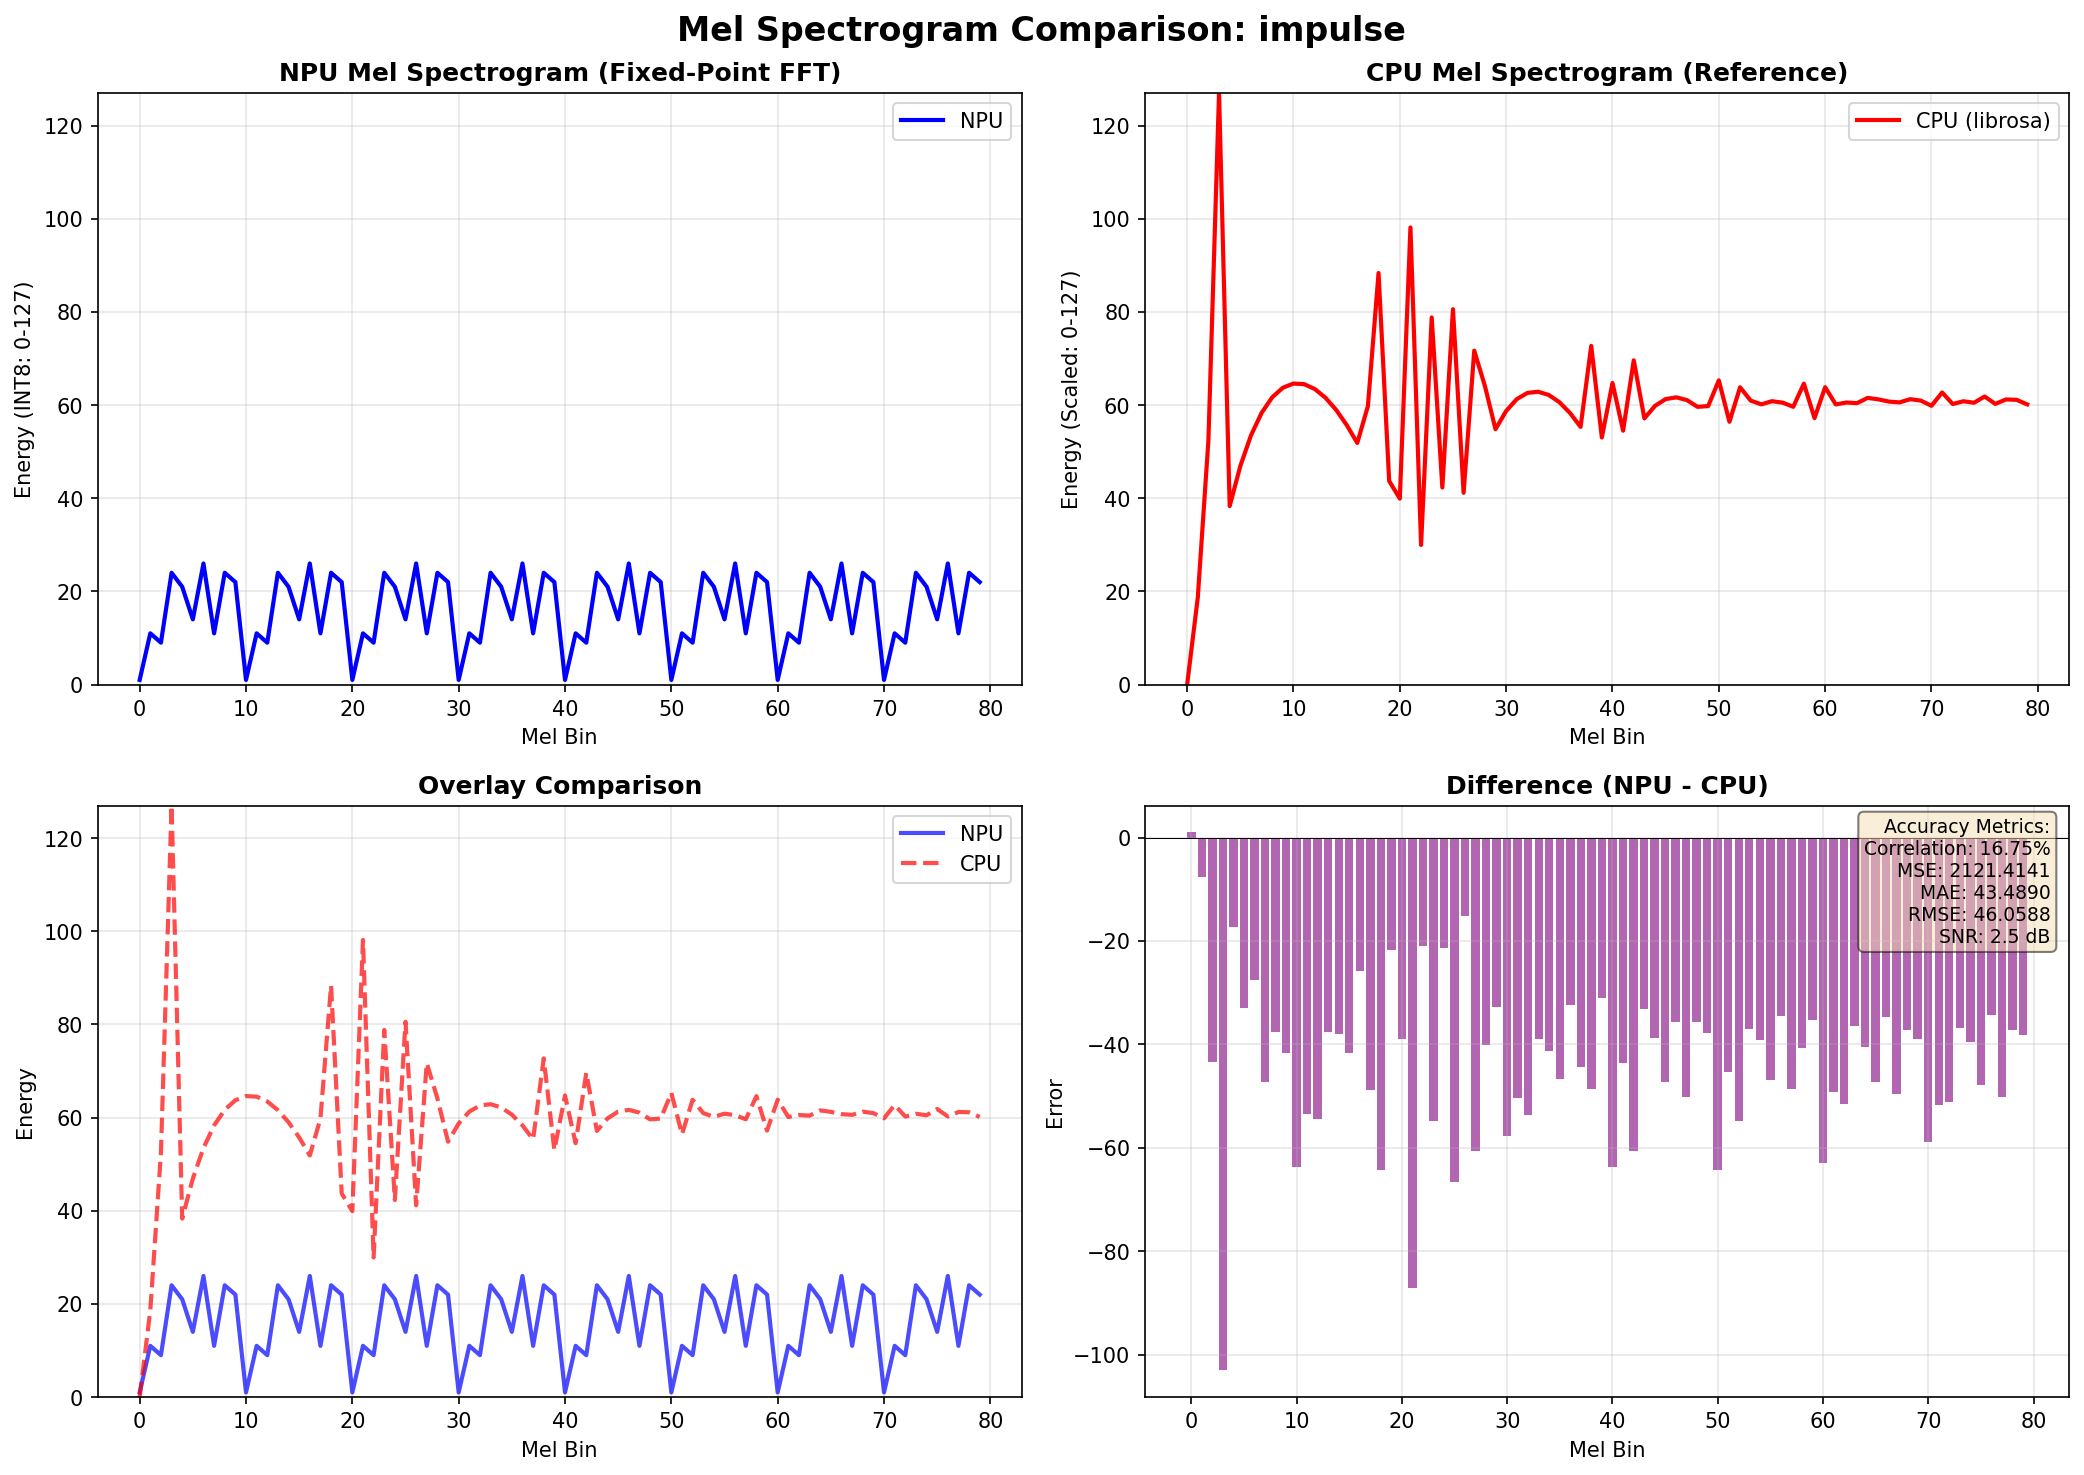 Mel Spectrogram Comparison: impulse
NPU Mel Spectrogram (Fixed-Point FFT)
NPU
Energy (INT8: 0-127)
120
100
80
60
40
20
0
0 10 20 30 40 50 60 70 80
Mel Bin
CPU Mel Spectrogram (Reference)
CPU (librosa)
Energy (Scaled: 0-127)
120
100
80
60
40
20
0
0 10 20 30 40 50 60 70 80
Mel Bin
Overlay Comparison
NPU
CPU
Energy
120
100
80
60
40
20
0
0 10 20 30 40 50 60 70 80
Mel Bin
Difference (NPU - CPU)
Accuracy Metrics:
Correlation: 16.75%
MSE: 2121.4141
MAE: 43.4890
RMSE: 46.0588
SNR: 2.5 dB
Error
0
−20
−40
−60
−80
−100
0 10 20 30 40 50 60 70 80
Mel Bin